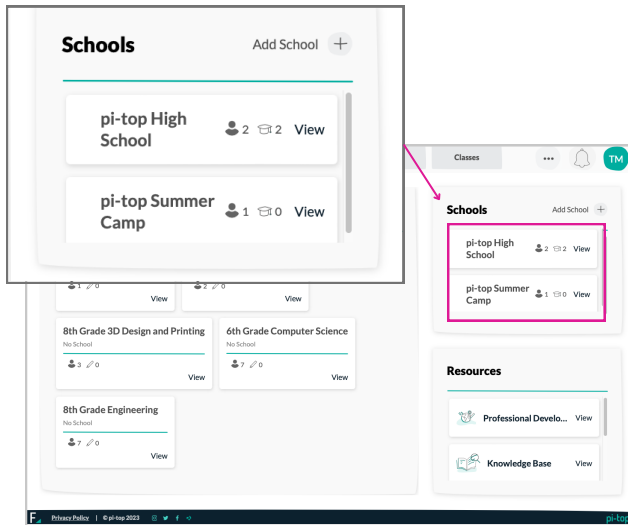 Schools
Add School +
pi-top High
School
2 2 View
pi-top Summer
Camp
1 0 View
Classes
TM
Schools
Add School +
pi-top High
School
2 2 View
pi-top Summer
Camp
1 0 View
1 0
View
2 0
View
8th Grade 3D Design and Printing
No School
3 0
View
6th Grade Computer Science
No School
7 0
View
8th Grade Engineering
No School
7 0
View
Resources
Professional Develo... View
Knowledge Base View
F Privacy Policy | © pi-top 2023
pi-top